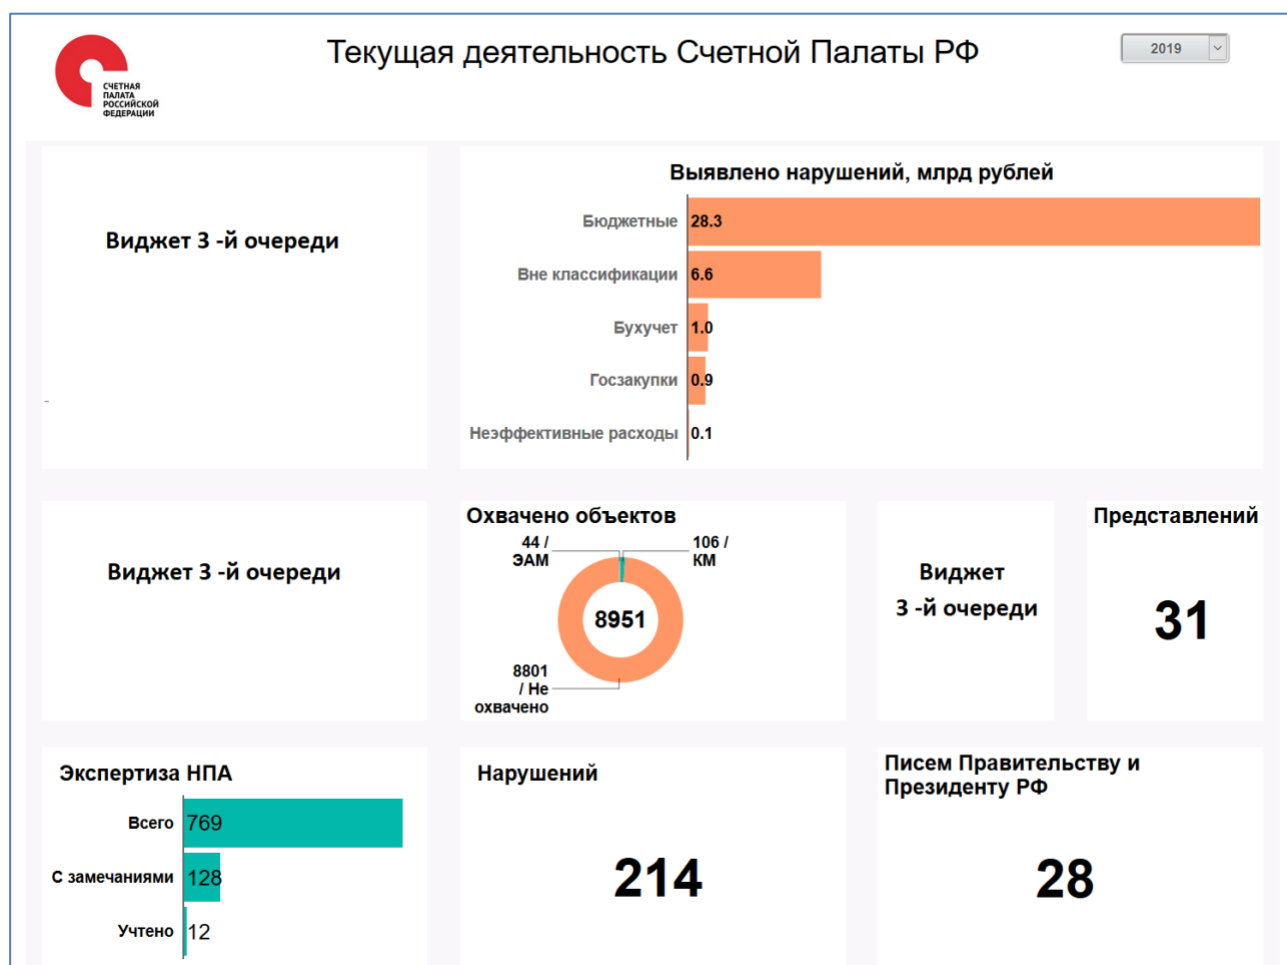 Текущая деятельность Счетной Палаты РФ
2019
СЧЕТНАЯ
ПАЛАТА
РОССИЙСКОЙ
ФЕДЕРАЦИИ
Виджет 3 -й очереди
Выявлено нарушений, млрд рублей
Бюджетные 28.3
Вне классификации 6.6
Бухучет 1.0
Госзакупки 0.9
Неэффективные расходы 0.1
Виджет 3 -й очереди
Охвачено объектов
44 /
ЭАМ
106 /
КМ
8951
8801
/ Не
охвачено
Виджет
3 -й очереди
Представлений
31
Экспертиза НПА
Всего 769
С замечаниями 128
Учтено 12
Нарушений
214
Писем Правительству и
Президенту РФ
28